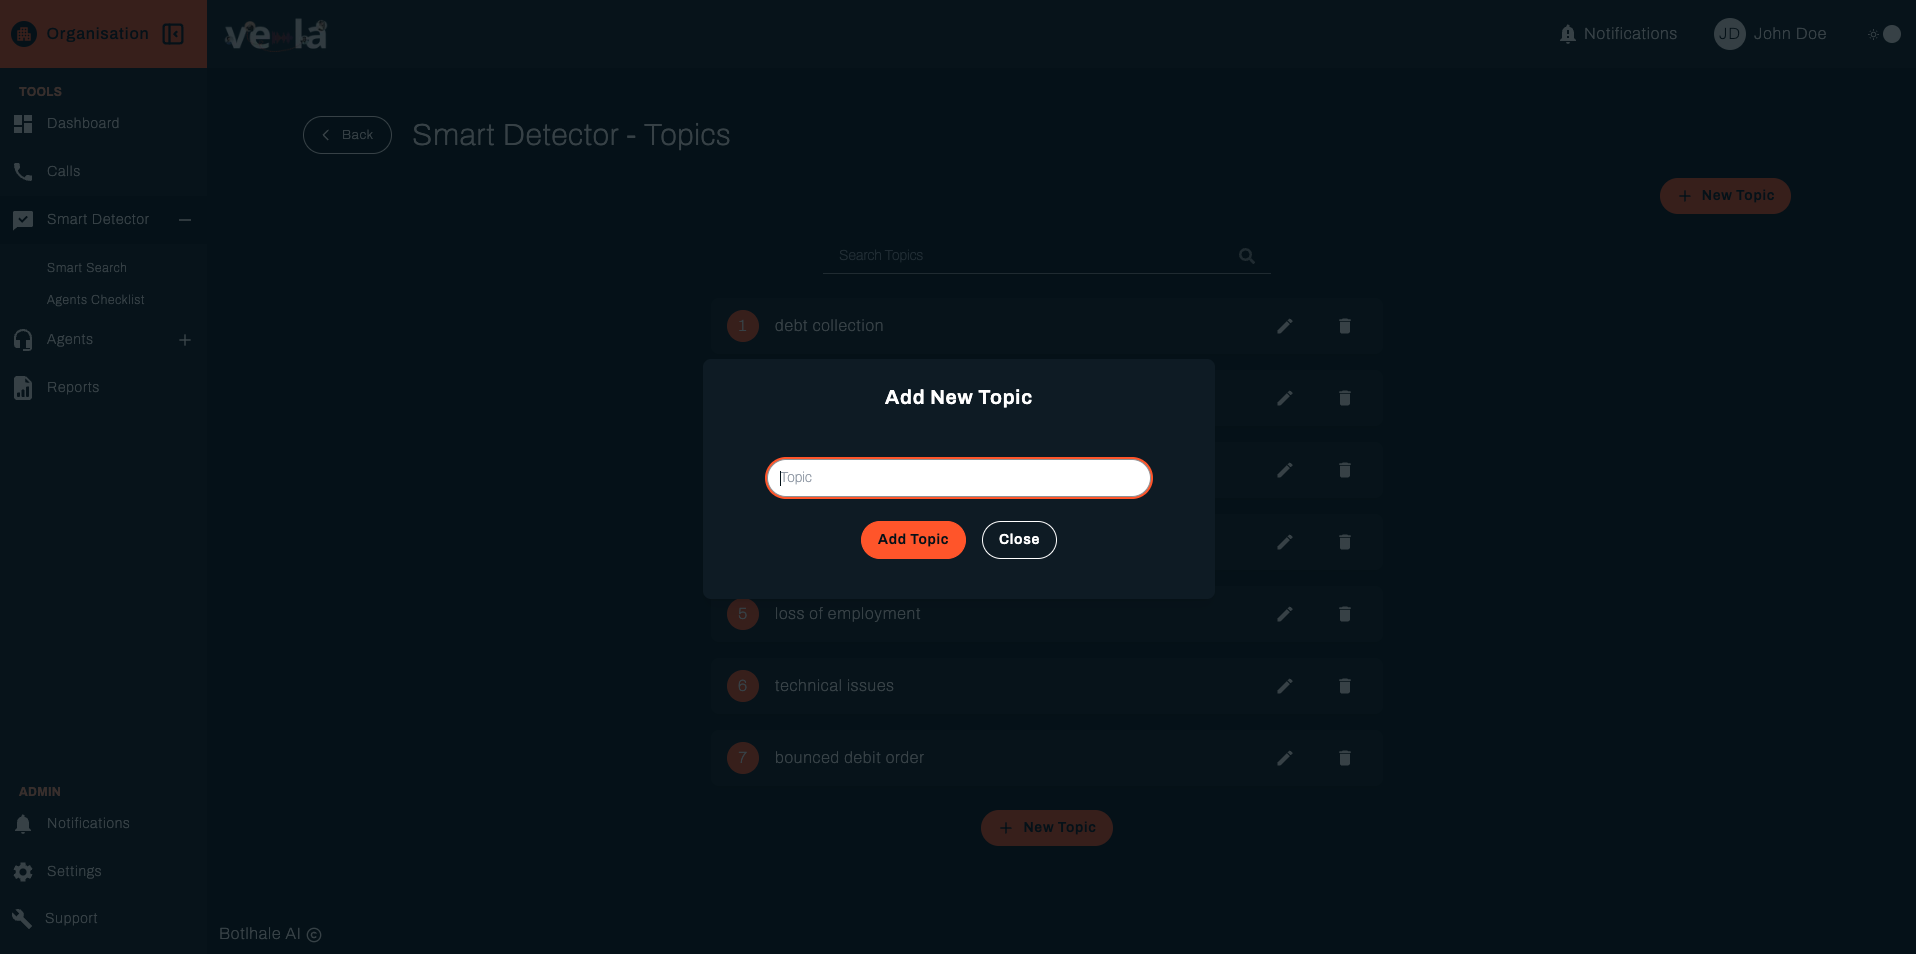 Organisation
vela
Notifications
JD
John Doe
TOOLS
Dashboard
Calls
Smart Detector
Smart Search
Agents Checklist
Agents
Reports
Back
Smart Detector - Topics
+ New Topic
Search Topics
1 debt collection
Add New Topic
Topic
Add Topic
Close
5 loss of employment
6 technical issues
7 bounced debit order
+ New Topic
ADMIN
Notifications
Settings
Support
Botlhale AI ©